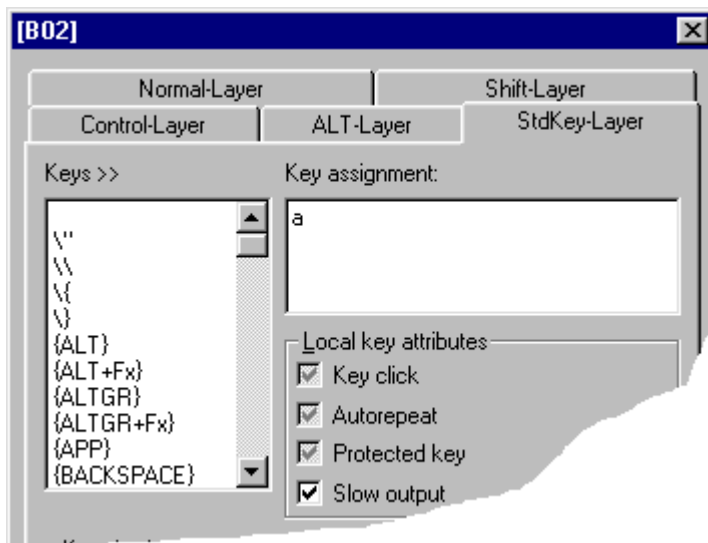 [B02]
Normal-Layer Shift-Layer
Control-Layer ALT-Layer StdKey-Layer
Keys >> Key assignment:
a
\"
\\
\{
\}
{ALT}
{ALT+Fx}
{ALTGR}
{ALTGR+Fx}
{APP}
{BACKSPACE}
Local key attributes
Key click
Autorepeat
Protected key
Slow output